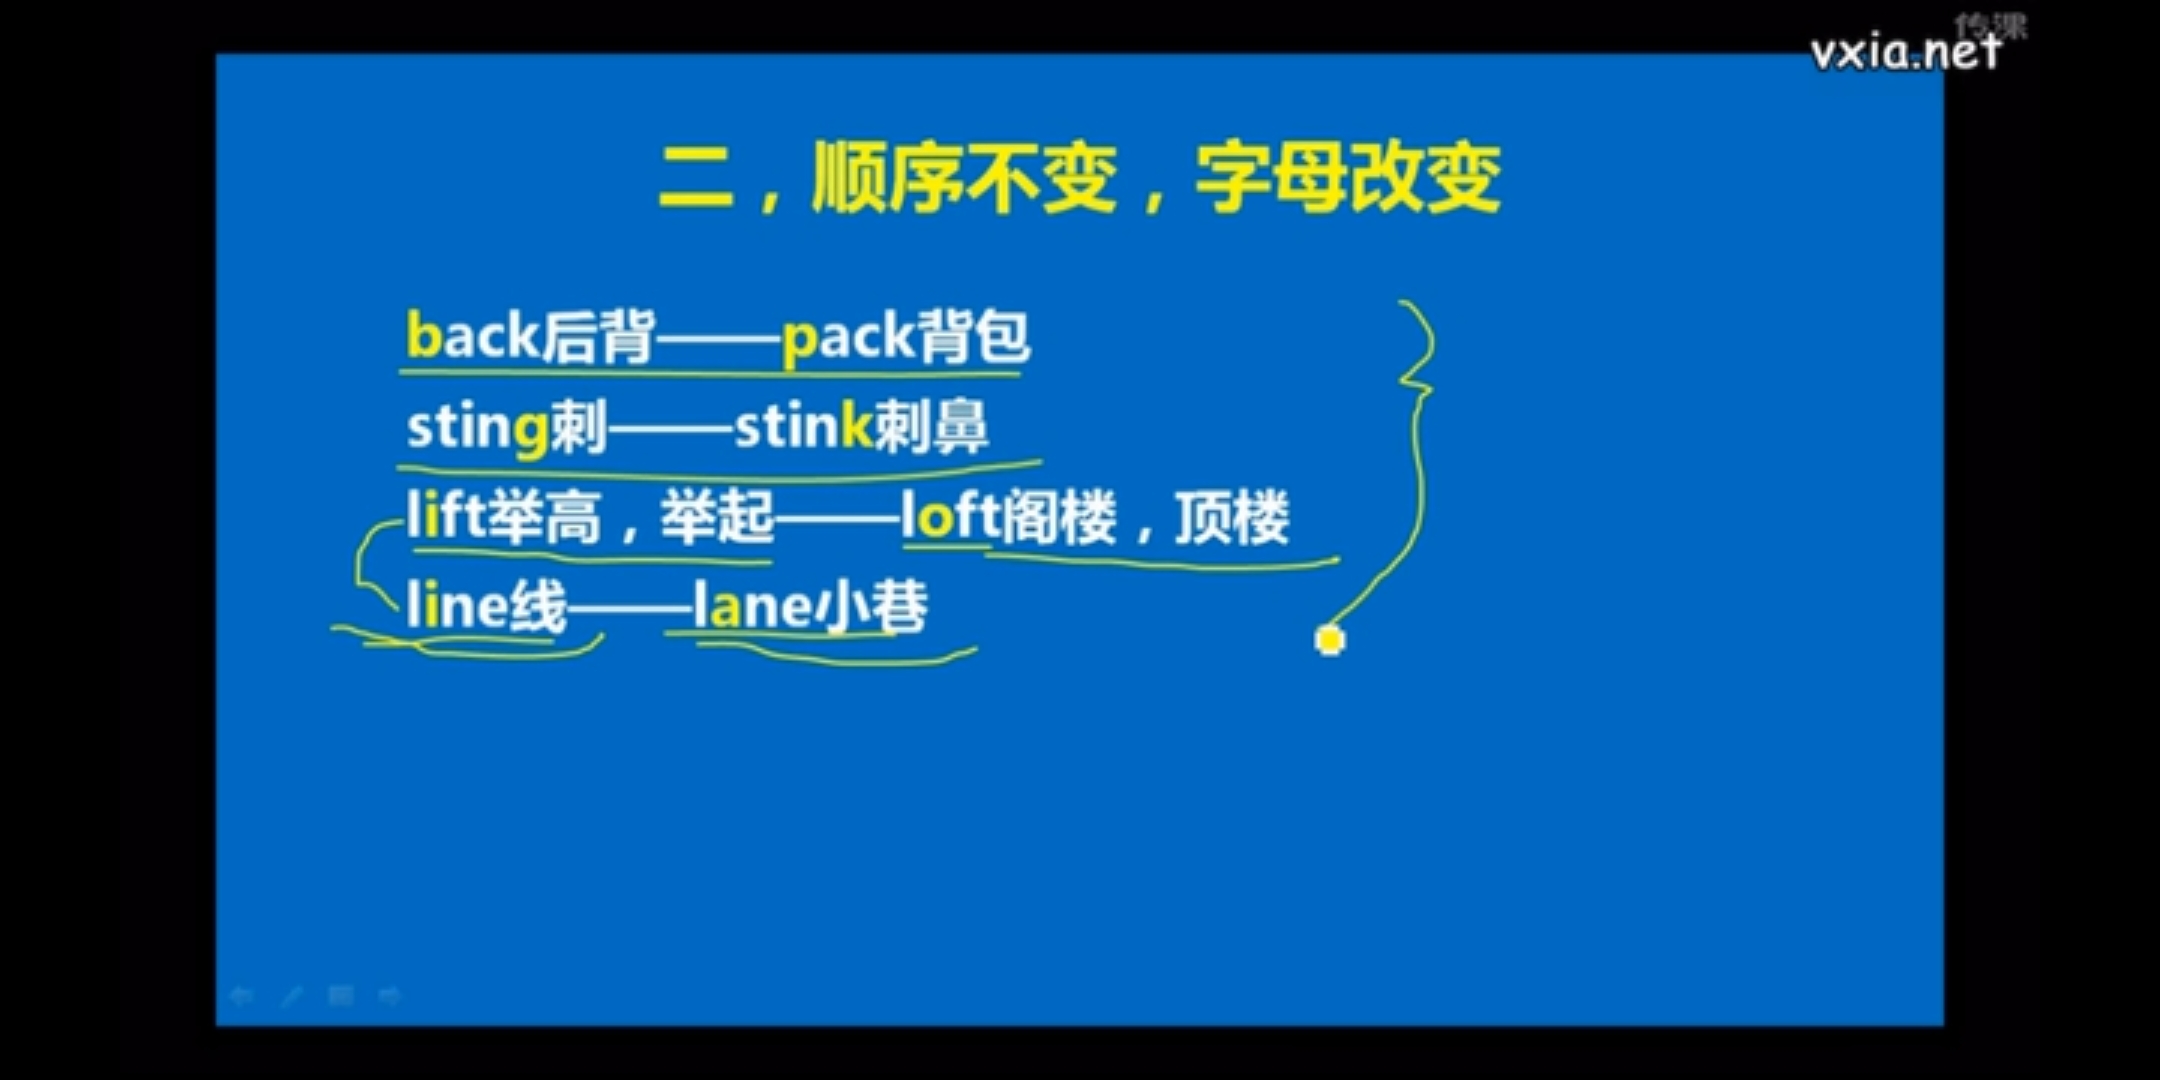 传课
vxia.net
二，顺序不变，字母改变
back后背——pack背包
sting刺——stink刺鼻
lift举高，举起——loft阁楼，顶楼
line线——lane小巷